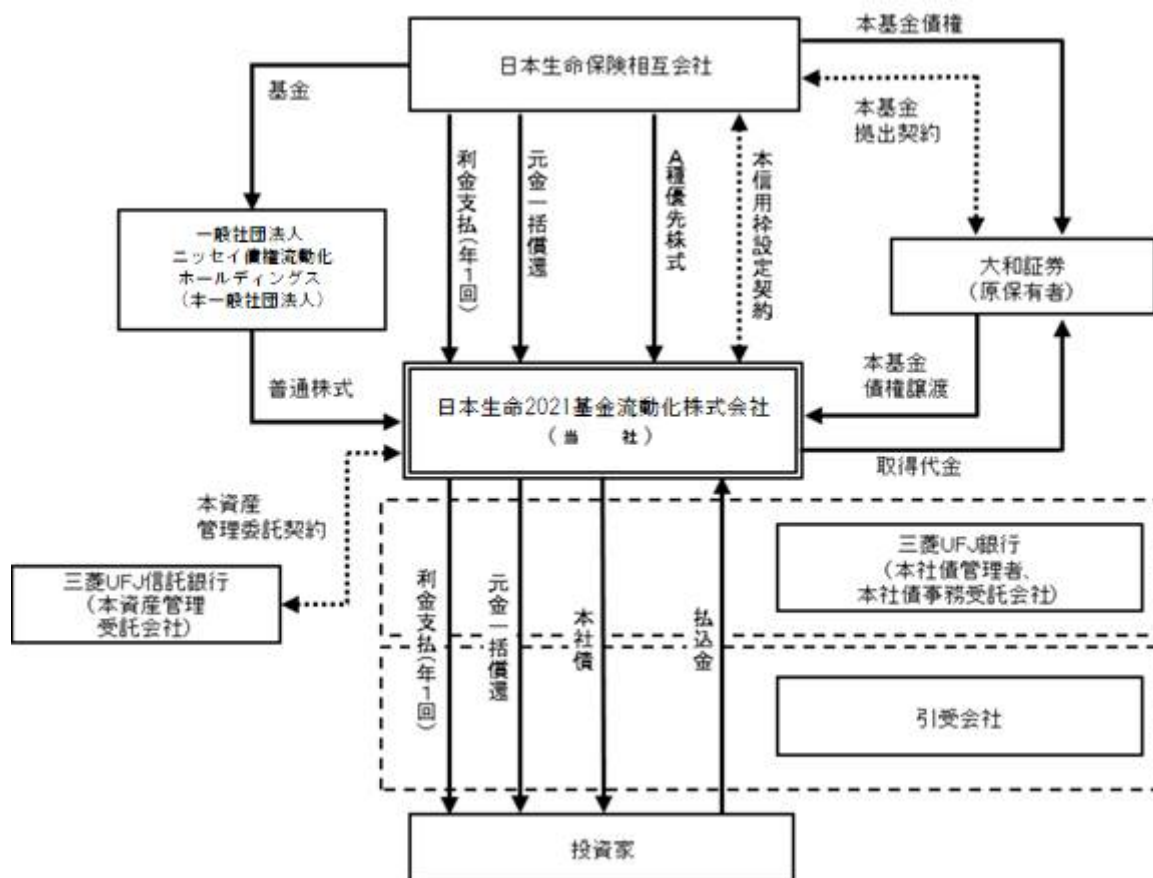 本基金債権
日本生命保険相互会社
基金
本基金
拠出契約
利金支払(年1回)
元金一括償還
A種優先株式
本信用枠設定契約
一般社団法人
ニッセイ債権流動化
ホールディングス
(本一般社団法人)
大和証券
(原保有者)
普通株式
本基金
債権譲渡
日本生命2021基金流動化株式会社
(当 社)
取得代金
本資産
管理委託契約
三菱UFJ銀行
(本社債管理者、
本社債事務受託会社)
三菱UFJ信託銀行
(本資産管理
受託会社)
利金支払(年1回)
元金一括償還
本社債
払込金
引受会社
投資家